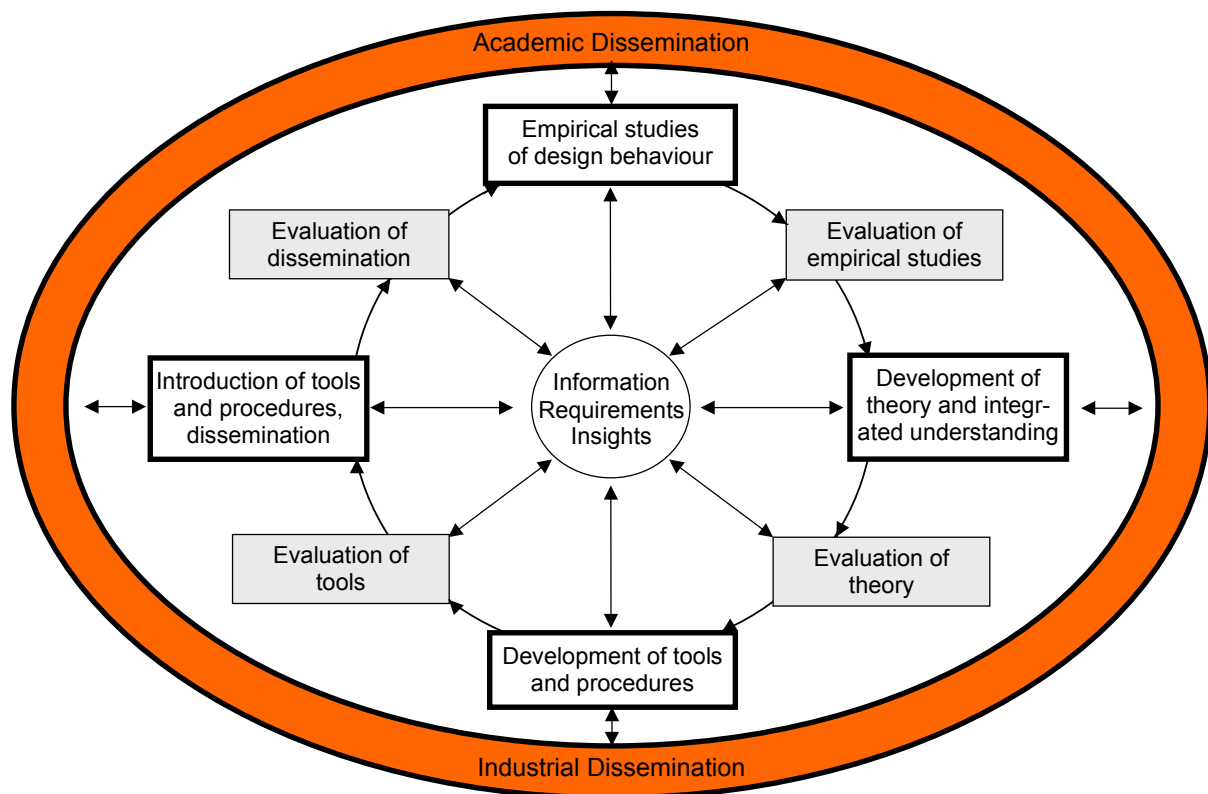 Academic Dissemination
Empirical studies
of design behaviour
Evaluation of
dissemination
Evaluation of
empirical studies
Introduction of tools
and procedures,
dissemination
Information
Requirements
Insights
Development of
theory and integr-
ated understanding
Evaluation of
tools
Evaluation of
theory
Development of tools
and procedures
Industrial Dissemination